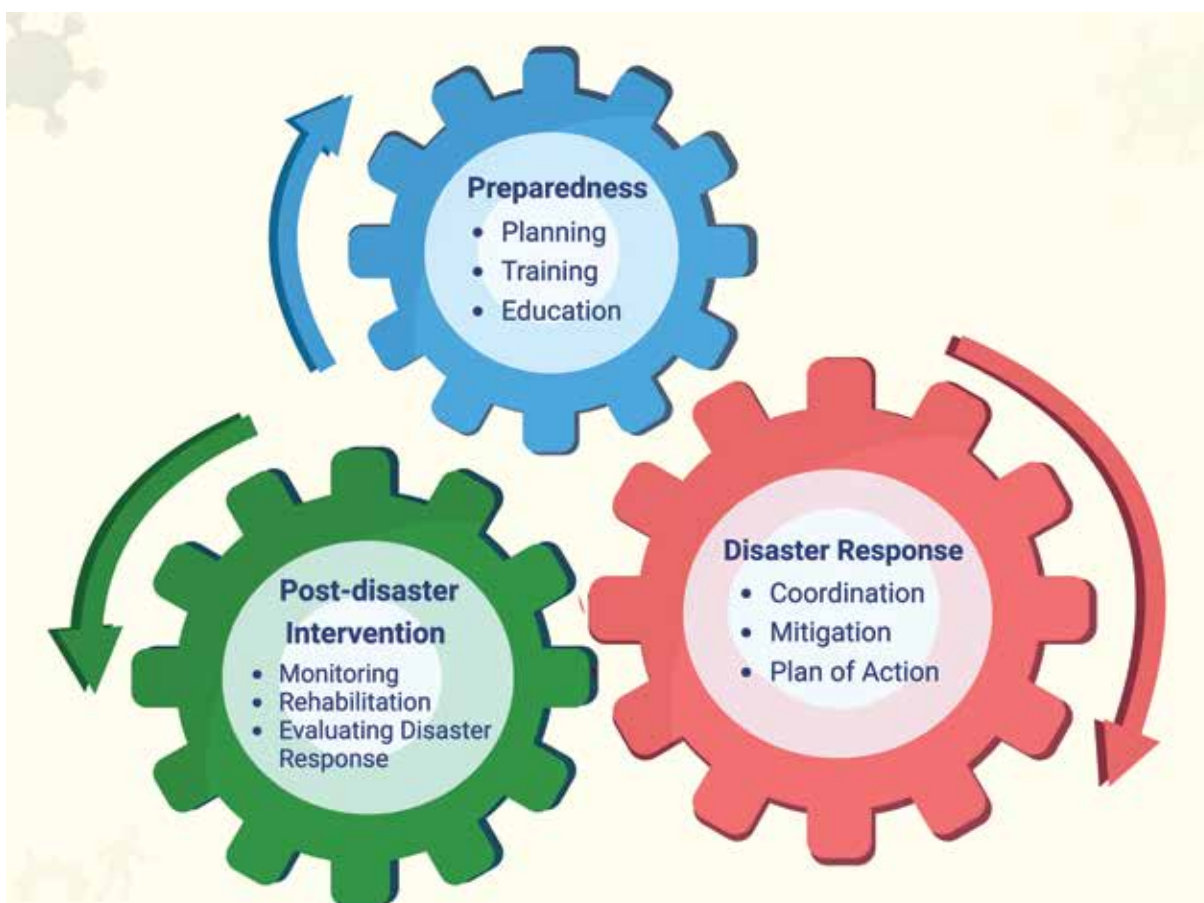 Preparedness
• Planning
• Training
• Education
Disaster Response
• Coordination
• Mitigation
• Plan of Action
Post-disaster
Intervention
• Monitoring
• Rehabilitation
• Evaluating Disaster
Response